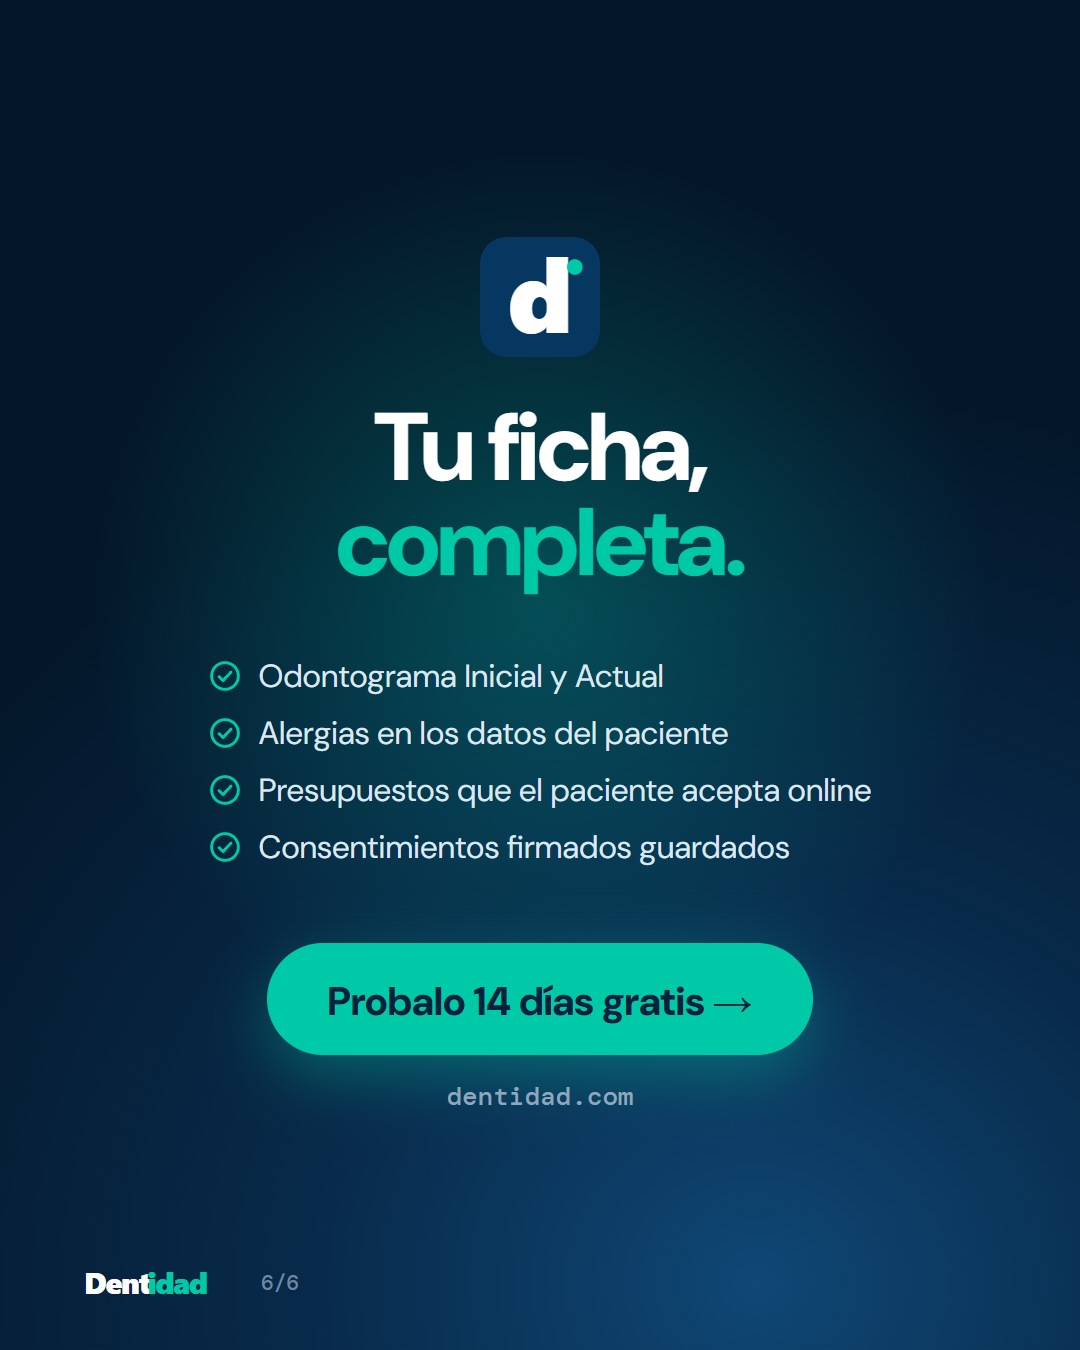 d
Tu ficha,
completa.
Odontograma Inicial y Actual
Alergias en los datos del paciente
Presupuestos que el paciente acepta online
Consentimientos firmados guardados
Probalo 14 días gratis →
dentidad.com
Dentidad
6/6